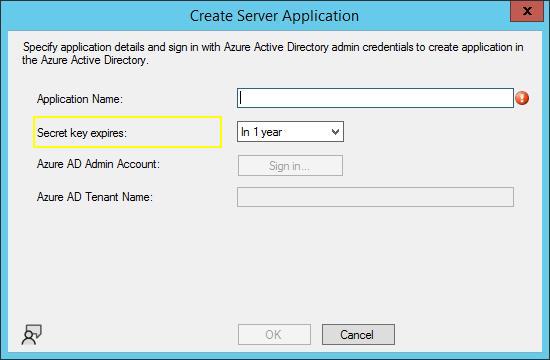 Create Server Application
x
Specify application details and sign in with Azure Active Directory admin credentials to create application in
the Azure Active Directory.
Application Name:
Secret key expires:
In 1 year
Azure AD Admin Account:
Sign in...
Azure AD Tenant Name:
OK
Cancel